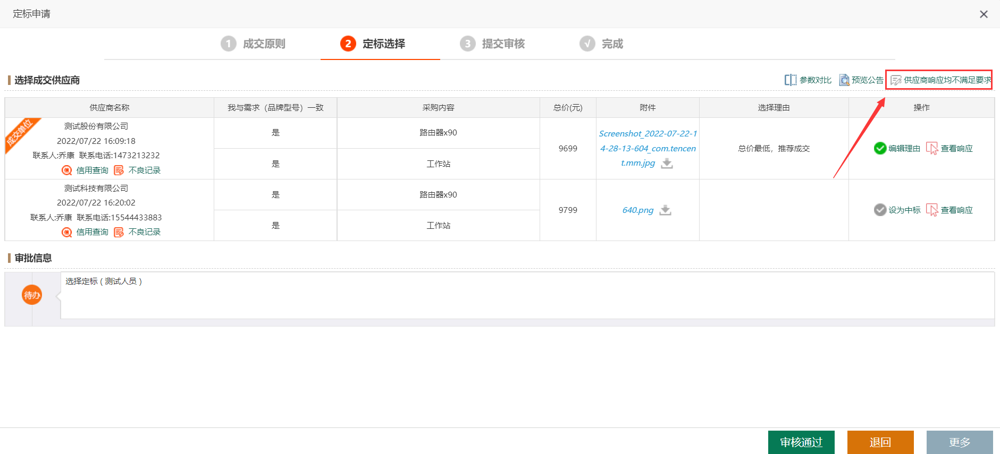 定标申请
1 成交原则 2 定标选择 3 提交审核 √ 完成
选择成交供应商 参数对比 预览公告 供应商响应均不满足要求
供应商名称 我与需求（品牌型号）一致 采购内容 总价(元) 附件 选择理由 操作
成交单位
测试股份有限公司
2022/07/22 16:09:18
联系人:乔康 联系电话:1473213232
信用查询 不良记录
是 路由器x90
是 工作站
9699
Screenshot_2022-07-22-1
4-28-13-604_com.tencen
t.mm.jpg
总价最低，推荐成交
编辑理由 查看响应
测试科技有限公司
2022/07/22 16:20:02
联系人:乔康 联系电话:15544433883
信用查询 不良记录
是 路由器x90
是 工作站
9799
640.png
设为中标 查看响应
审批信息
待办
选择定标 ( 测试人员 )
审核通过 退回 更多